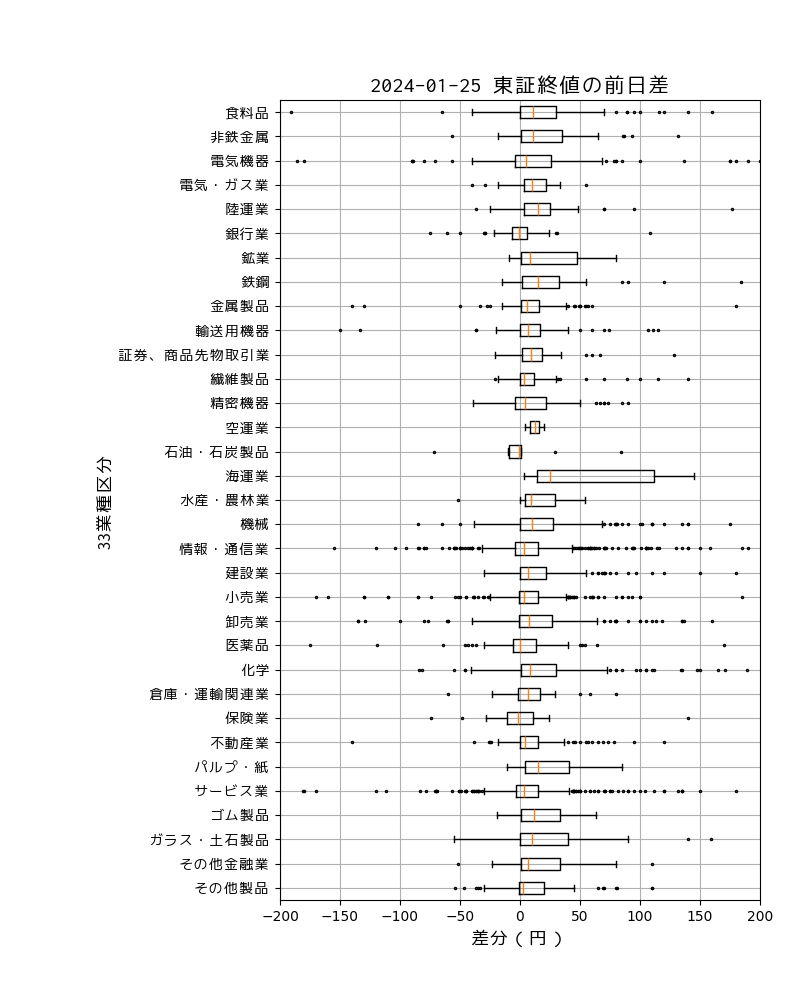 2024-01-25 東証終値の前日差
食料品
非鉄金属
電気機器
電気・ガス業
陸運業
銀行業
鉱業
鉄鋼
金属製品
輸送用機器
証券、商品先物取引業
繊維製品
精密機器
空運業
石油・石炭製品
海運業
水産・農林業
機械
情報・通信業
建設業
小売業
卸売業
医薬品
化学
倉庫・運輸関連業
保険業
不動産業
パルプ・紙
サービス業
ゴム製品
ガラス・土石製品
その他金融業
その他製品
33業種区分
−200 −150 −100 −50 0 50 100 150 200
差分（円）